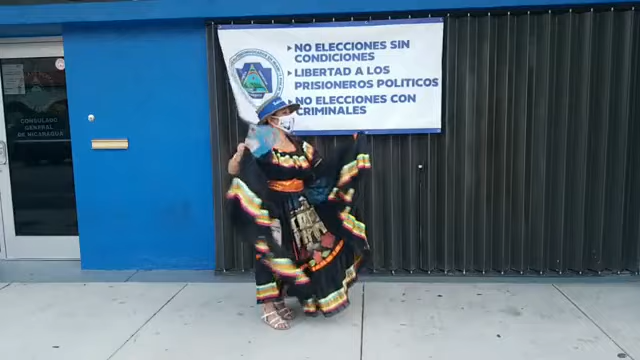 CONSULADO
GENERAL
DE NICARAGUA
NO ELECCIONES SIN
CONDICIONES
LIBERTAD A LOS
PRISIONEROS POLITICOS
NO ELECCIONES CON
CRIMINALES